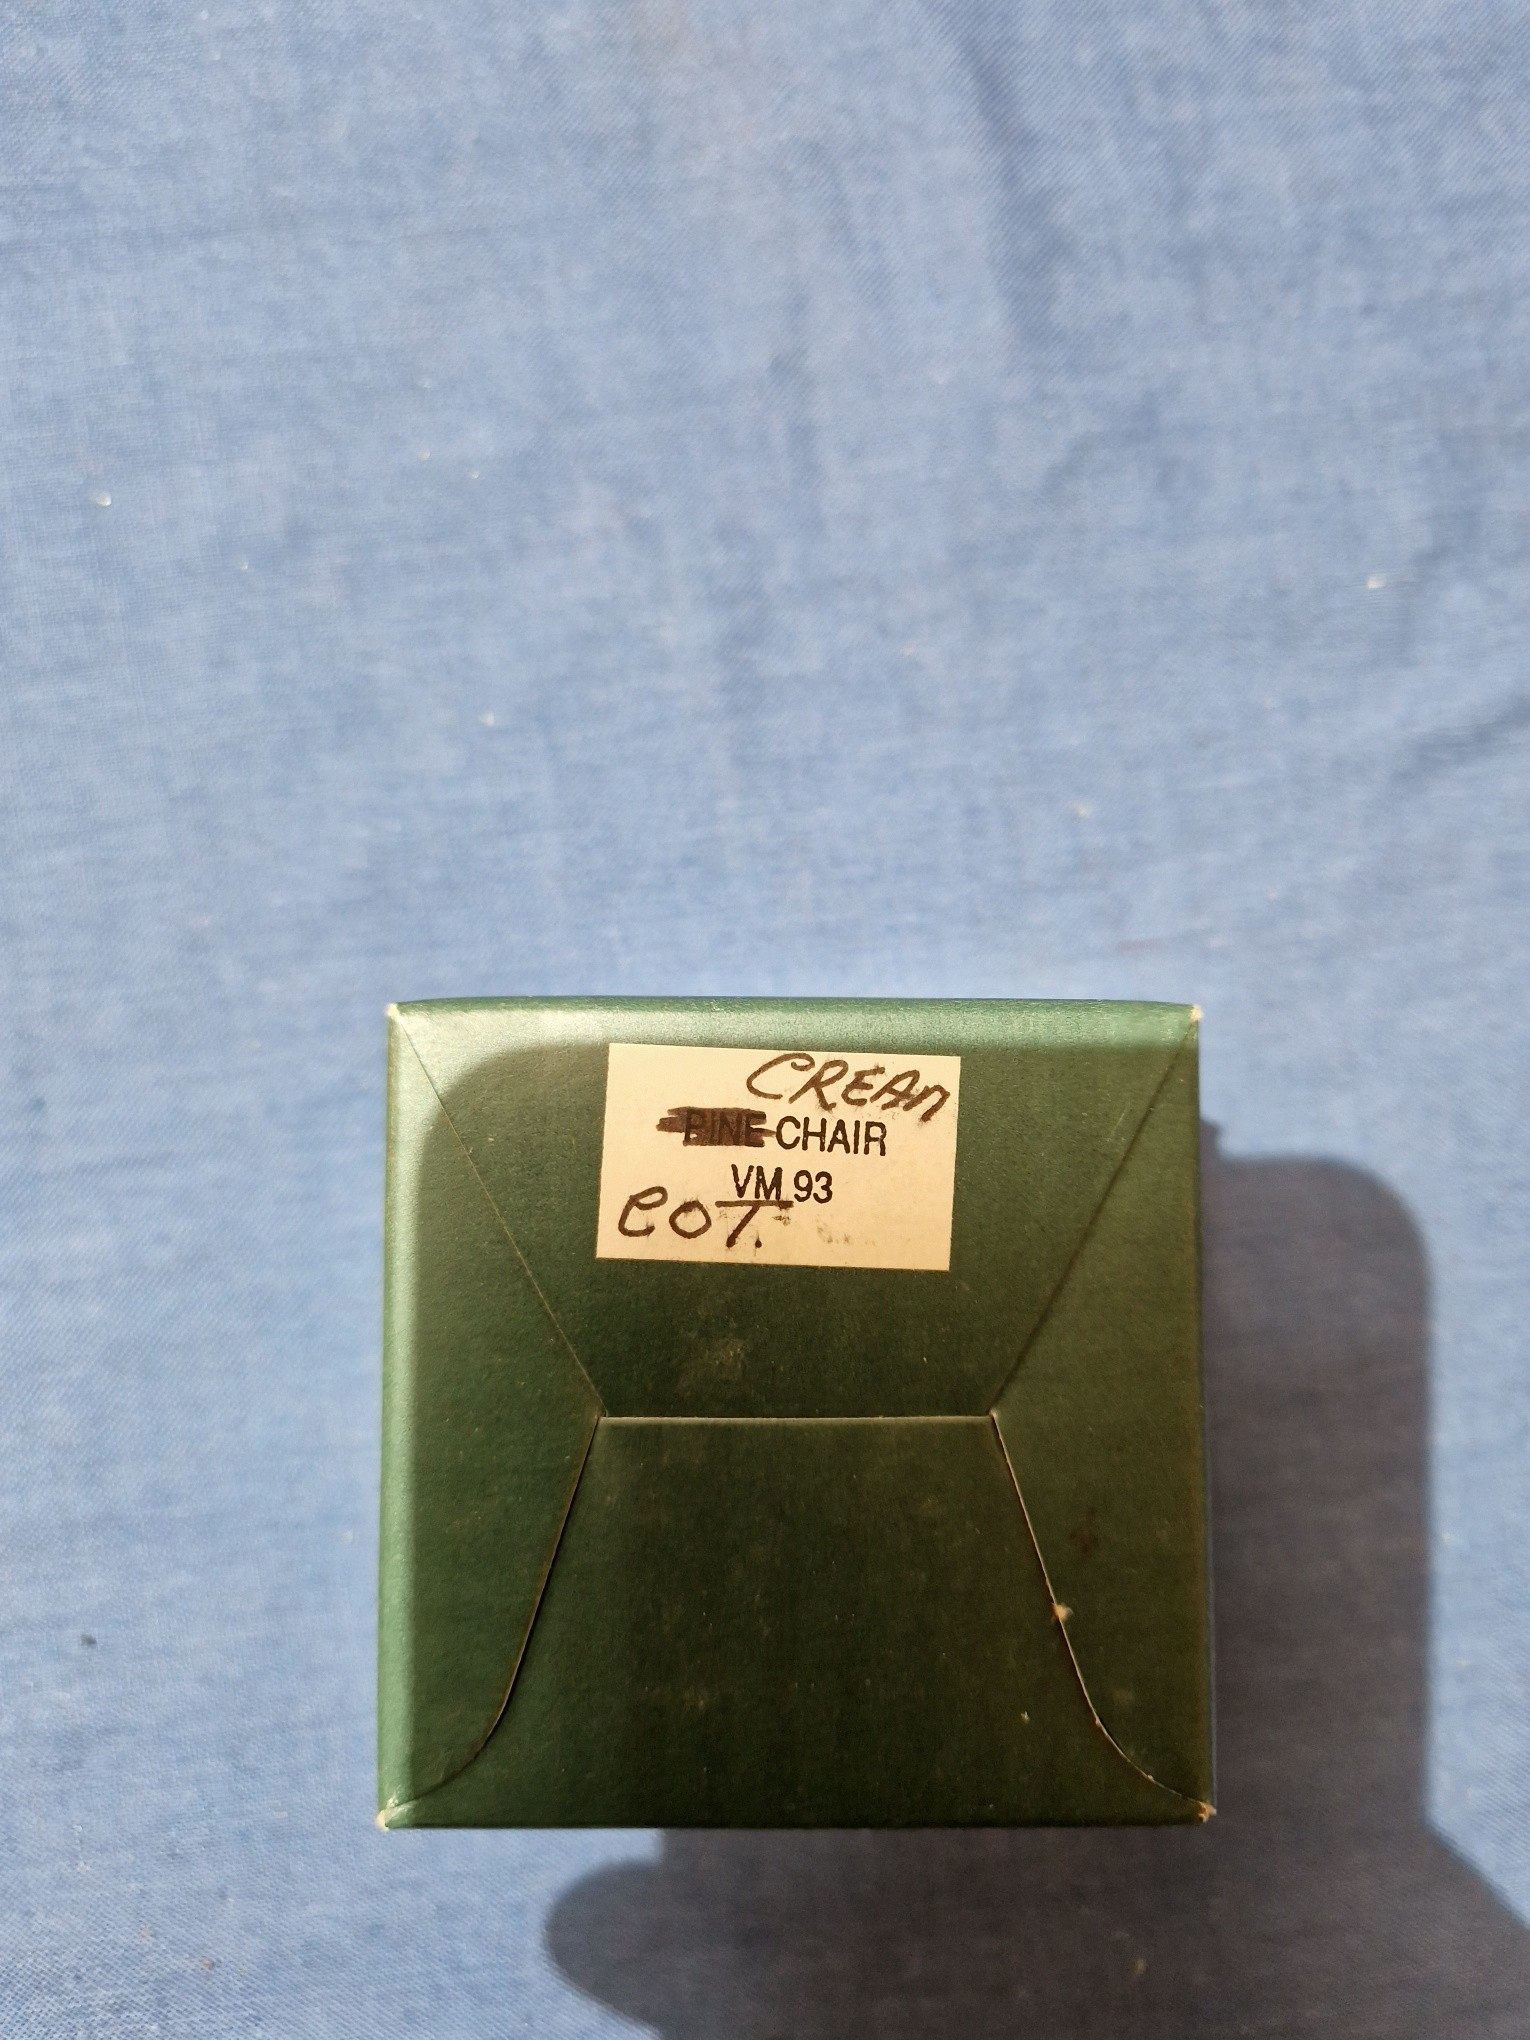 CREAM
PINE CHAIR
VM 93
COT.